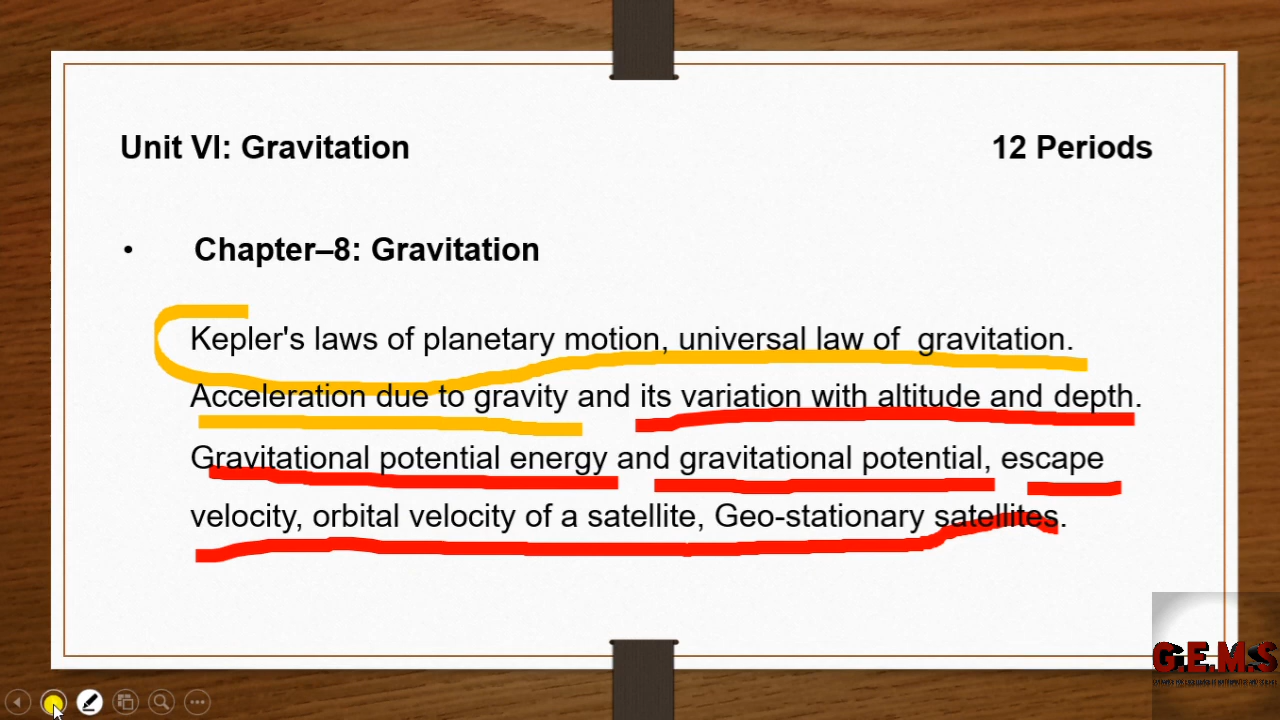 Unit VI: Gravitation 12 Periods
• Chapter–8: Gravitation
Kepler's laws of planetary motion, universal law of gravitation.
Acceleration due to gravity and its variation with altitude and depth.
Gravitational potential energy and gravitational potential, escape
velocity, orbital velocity of a satellite, Geo-stationary satellites.
G.E.M.S